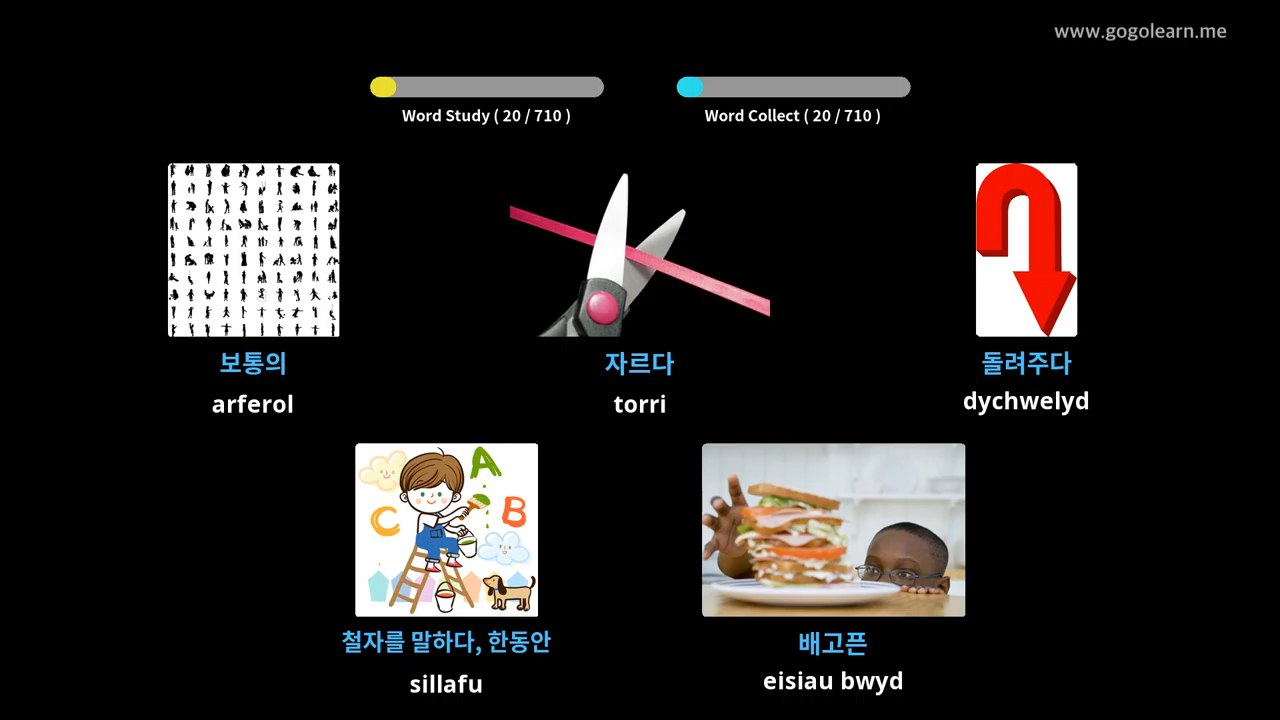 www.gogolearn.me
Word Study ( 20 / 710 )
Word Collect ( 20 / 710 )
보통의
arferol
자르다
torri
돌려주다
dychwelyd
A
B
C
철자를 말하다, 한동안
sillafu
배고픈
eisiau bwyd